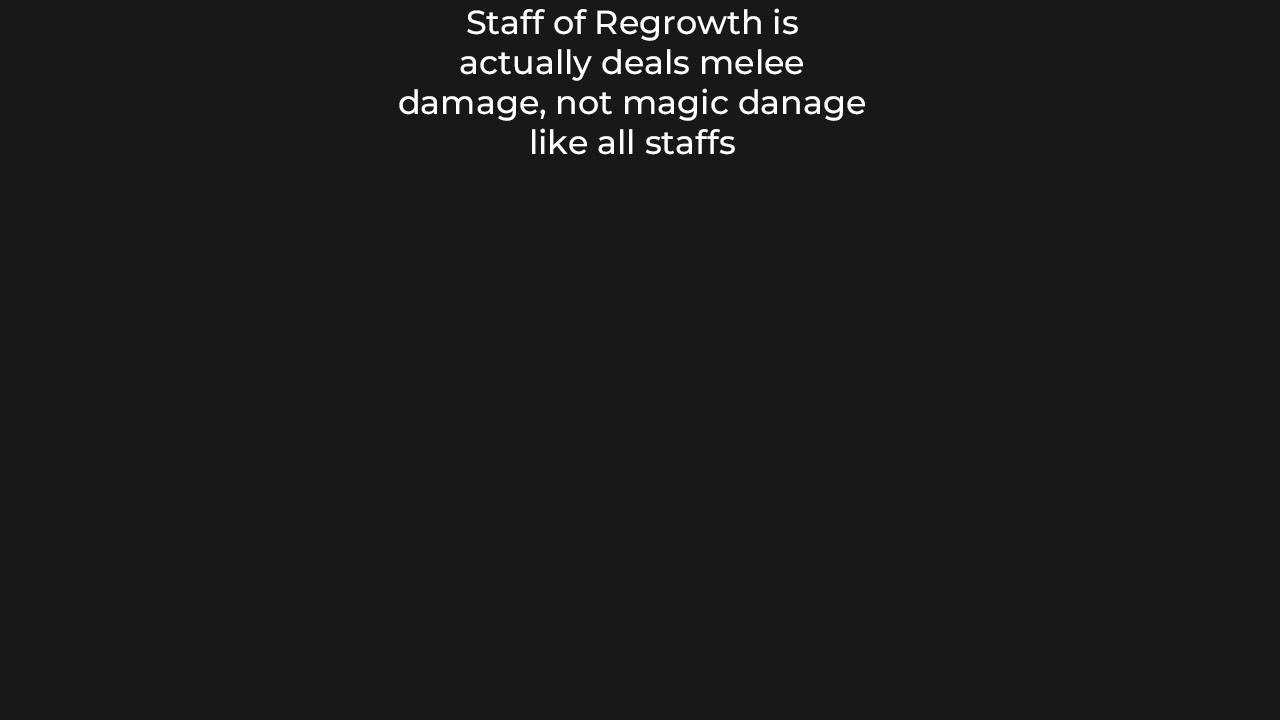 Staff of Regrowth is
actually deals melee
damage, not magic danage
like all staffs